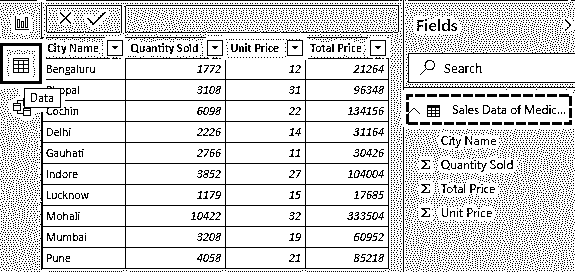 Fields
City Name Quantity Sold Unit Price Total Price
Search
Bengaluru 1772 12 21264
3108 31 96348
Data
Sales Data of Medic...
Cochin 6098 22 134156
Delhi 2226 14 31164
City Name
Gauhati 2766 11 30426
Σ Quantity Sold
Indore 3852 27 104004
Σ Total Price
Lucknow 1179 15 17685
Σ Unit Price
Mohali 10422 32 333504
Mumbai 3208 19 60952
Pune 4058 21 85218